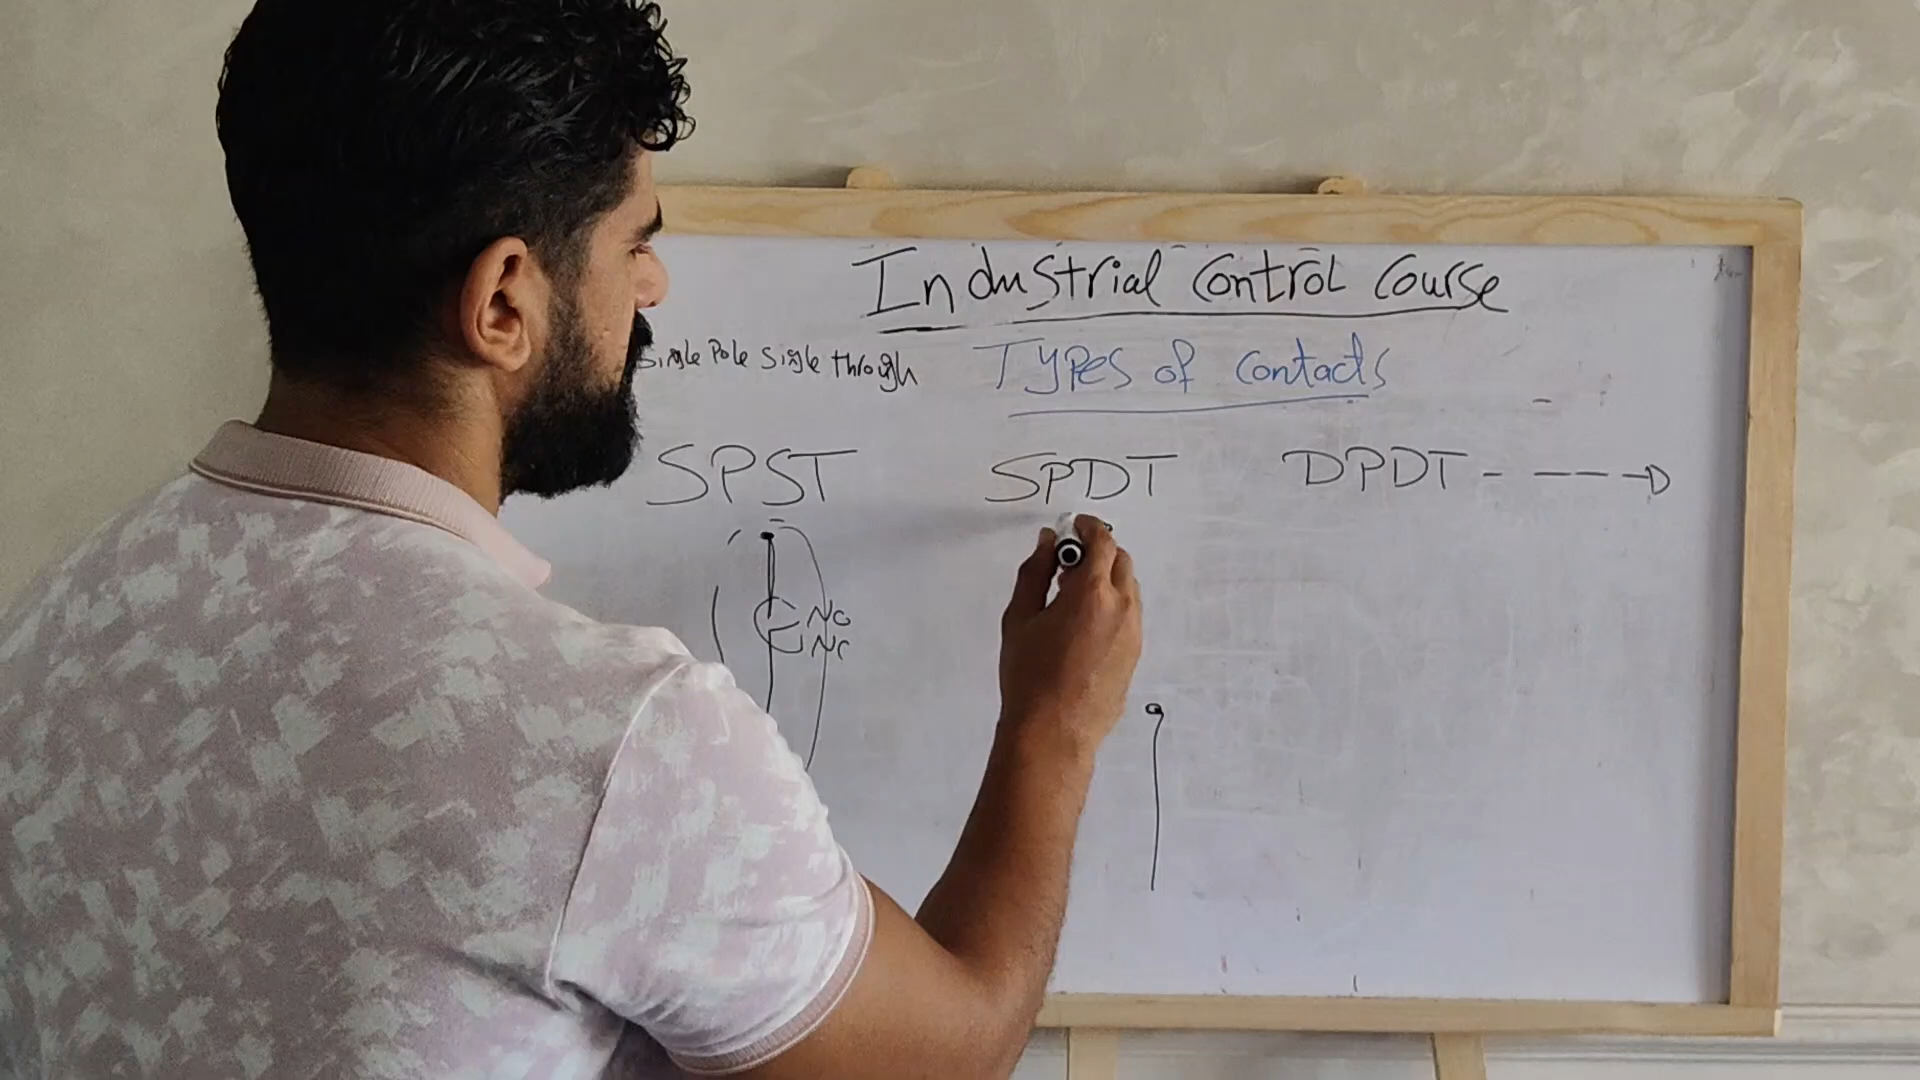 Industrial Control Course
Single Pole Single through
Types of Contacts
SPST SPDT DPDT - - - -
NO
NC